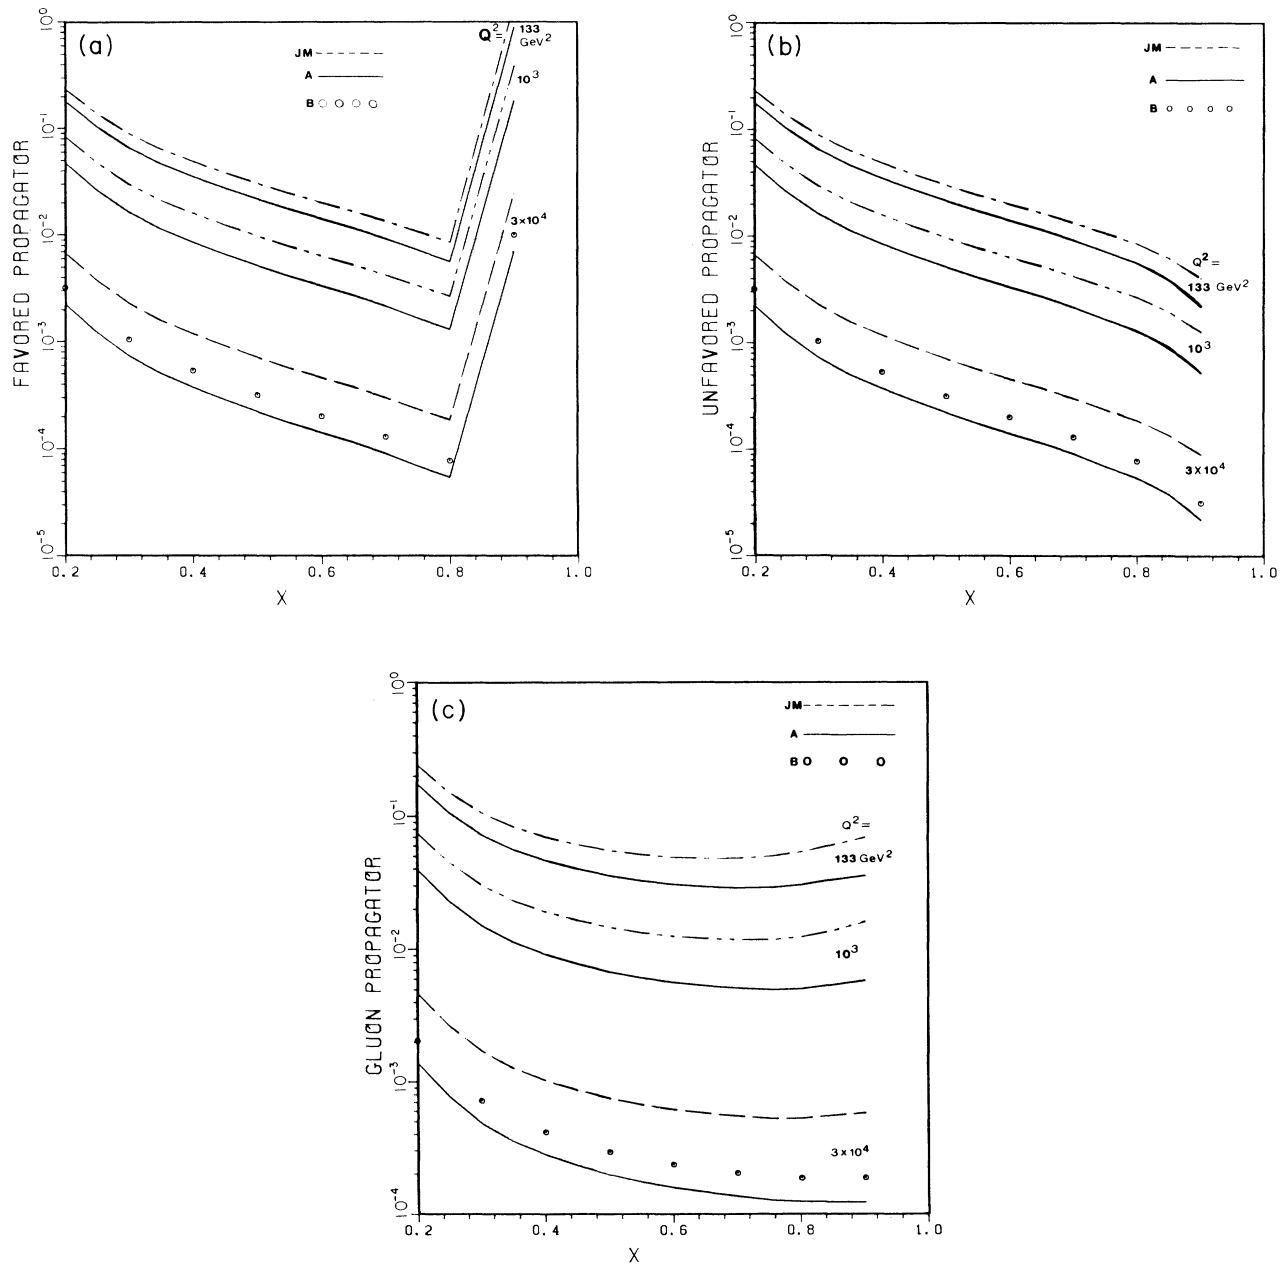 (a)
JM
A
B
Q²=
133
GeV²
10³
3×10⁴
FAVORED PROPAGATOR
10⁰
10⁻¹
10⁻²
10⁻³
10⁻⁴
10⁻⁵
0.2 0.4 0.6 0.8 1.0
X
(b)
JM
A
B
Q²=
133 GeV²
10³
3×10⁴
UNFAVORED PROPAGATOR
10⁰
10⁻¹
10⁻²
10⁻³
10⁻⁴
10⁻⁵
0.2 0.4 0.6 0.8 1.0
X
(c)
JM
A
B
Q²=
133 GeV²
10³
3×10⁴
GLUON PROPAGATOR
10⁰
10⁻¹
10⁻²
10⁻³
10⁻⁴
0.2 0.4 0.6 0.8 1.0
X